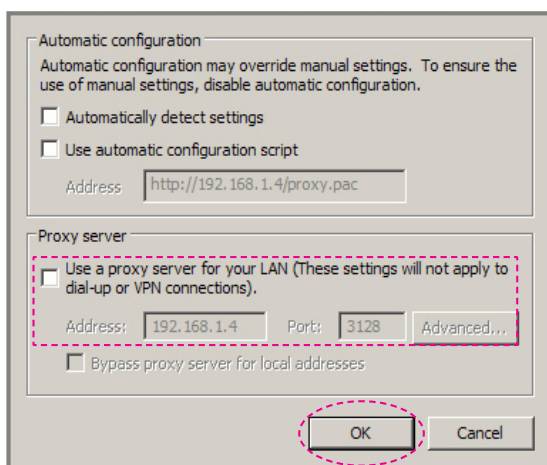 Automatic configuration
Automatic configuration may override manual settings. To ensure the
use of manual settings, disable automatic configuration.
Automatically detect settings
Use automatic configuration script
Address http://192.168.1.4/proxy.pac
Proxy server
Use a proxy server for your LAN (These settings will not apply to
dial-up or VPN connections).
Address: 192.168.1.4 Port: 3128 Advanced...
Bypass proxy server for local addresses
OK Cancel